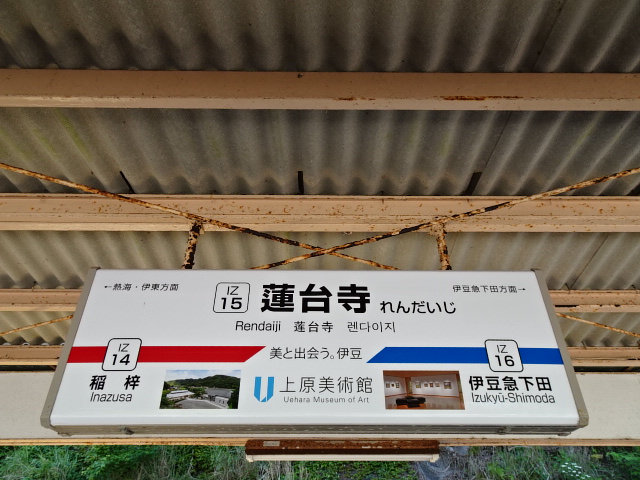 ←熱海・伊東方面
IZ
15
蓮台寺 れんだいじ
伊豆急下田方面→
Rendaiji 蓮台寺 렌다이지
IZ
14
稲梓
Inazusa
美と出会う。伊豆
上原美術館
Uehara Museum of Art
IZ
16
伊豆急下田
Izukyū-Shimoda